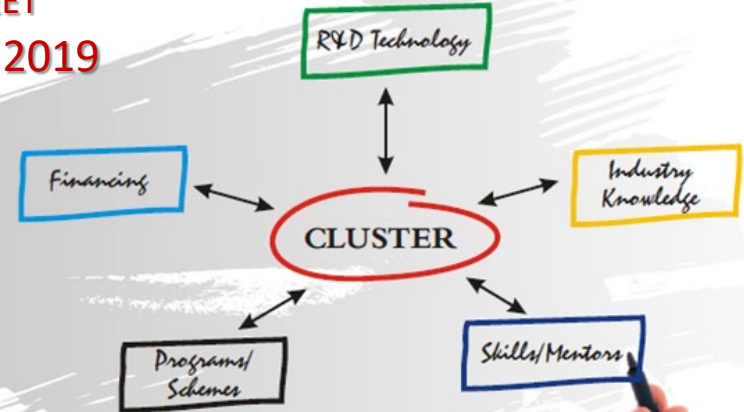 2019
R&D Technology
Financing
Industry
Knowledge
CLUSTER
Programs/
Schemes
Skills/Mentors